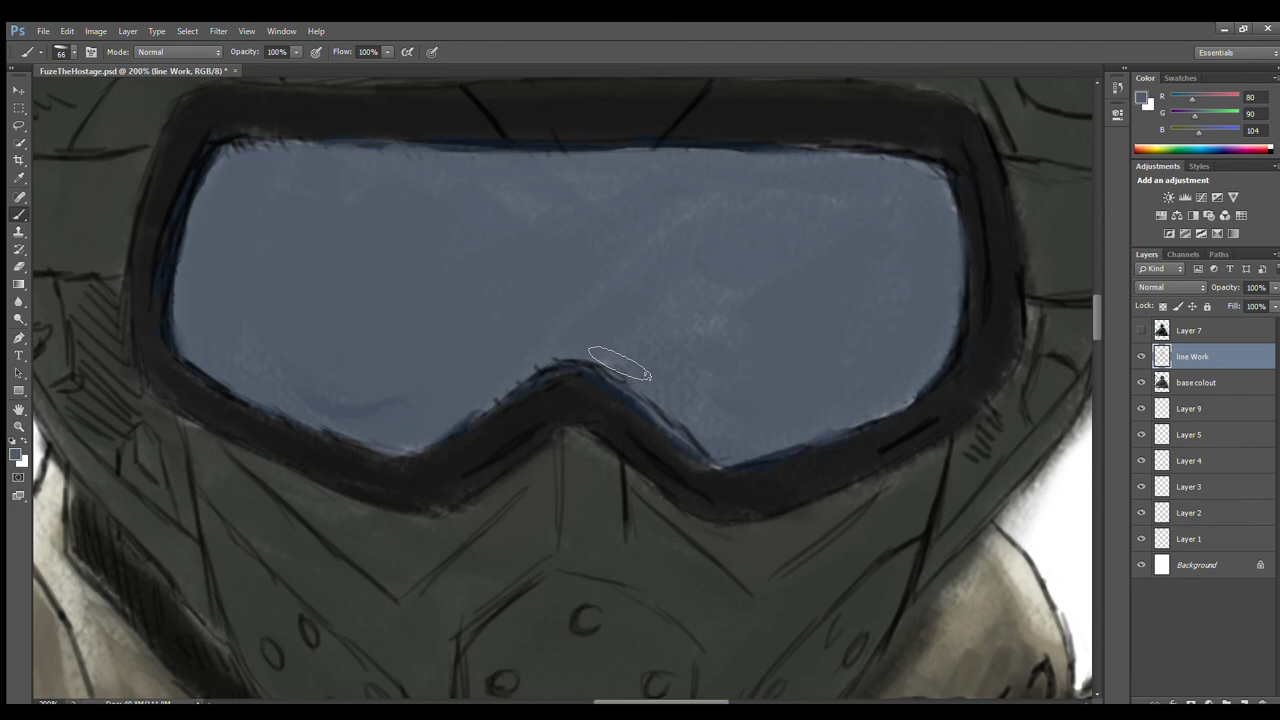 Ps File Edit Image Layer Type Select Filter View Window Help
66 Mode: Normal Opacity: 100% Flow: 100% Essentials
FuzeTheHostage.psd @ 200% (line Work, RGB/8) * ×
Color Swatches
R 80
G 90
B 104
Adjustments Styles
Add an adjustment
Layers Channels Paths
Kind
Normal Opacity: 100%
Lock: Fill: 100%
Layer 7
line Work
base colout
Layer 9
Layer 5
Layer 4
Layer 3
Layer 2
Layer 1
Background